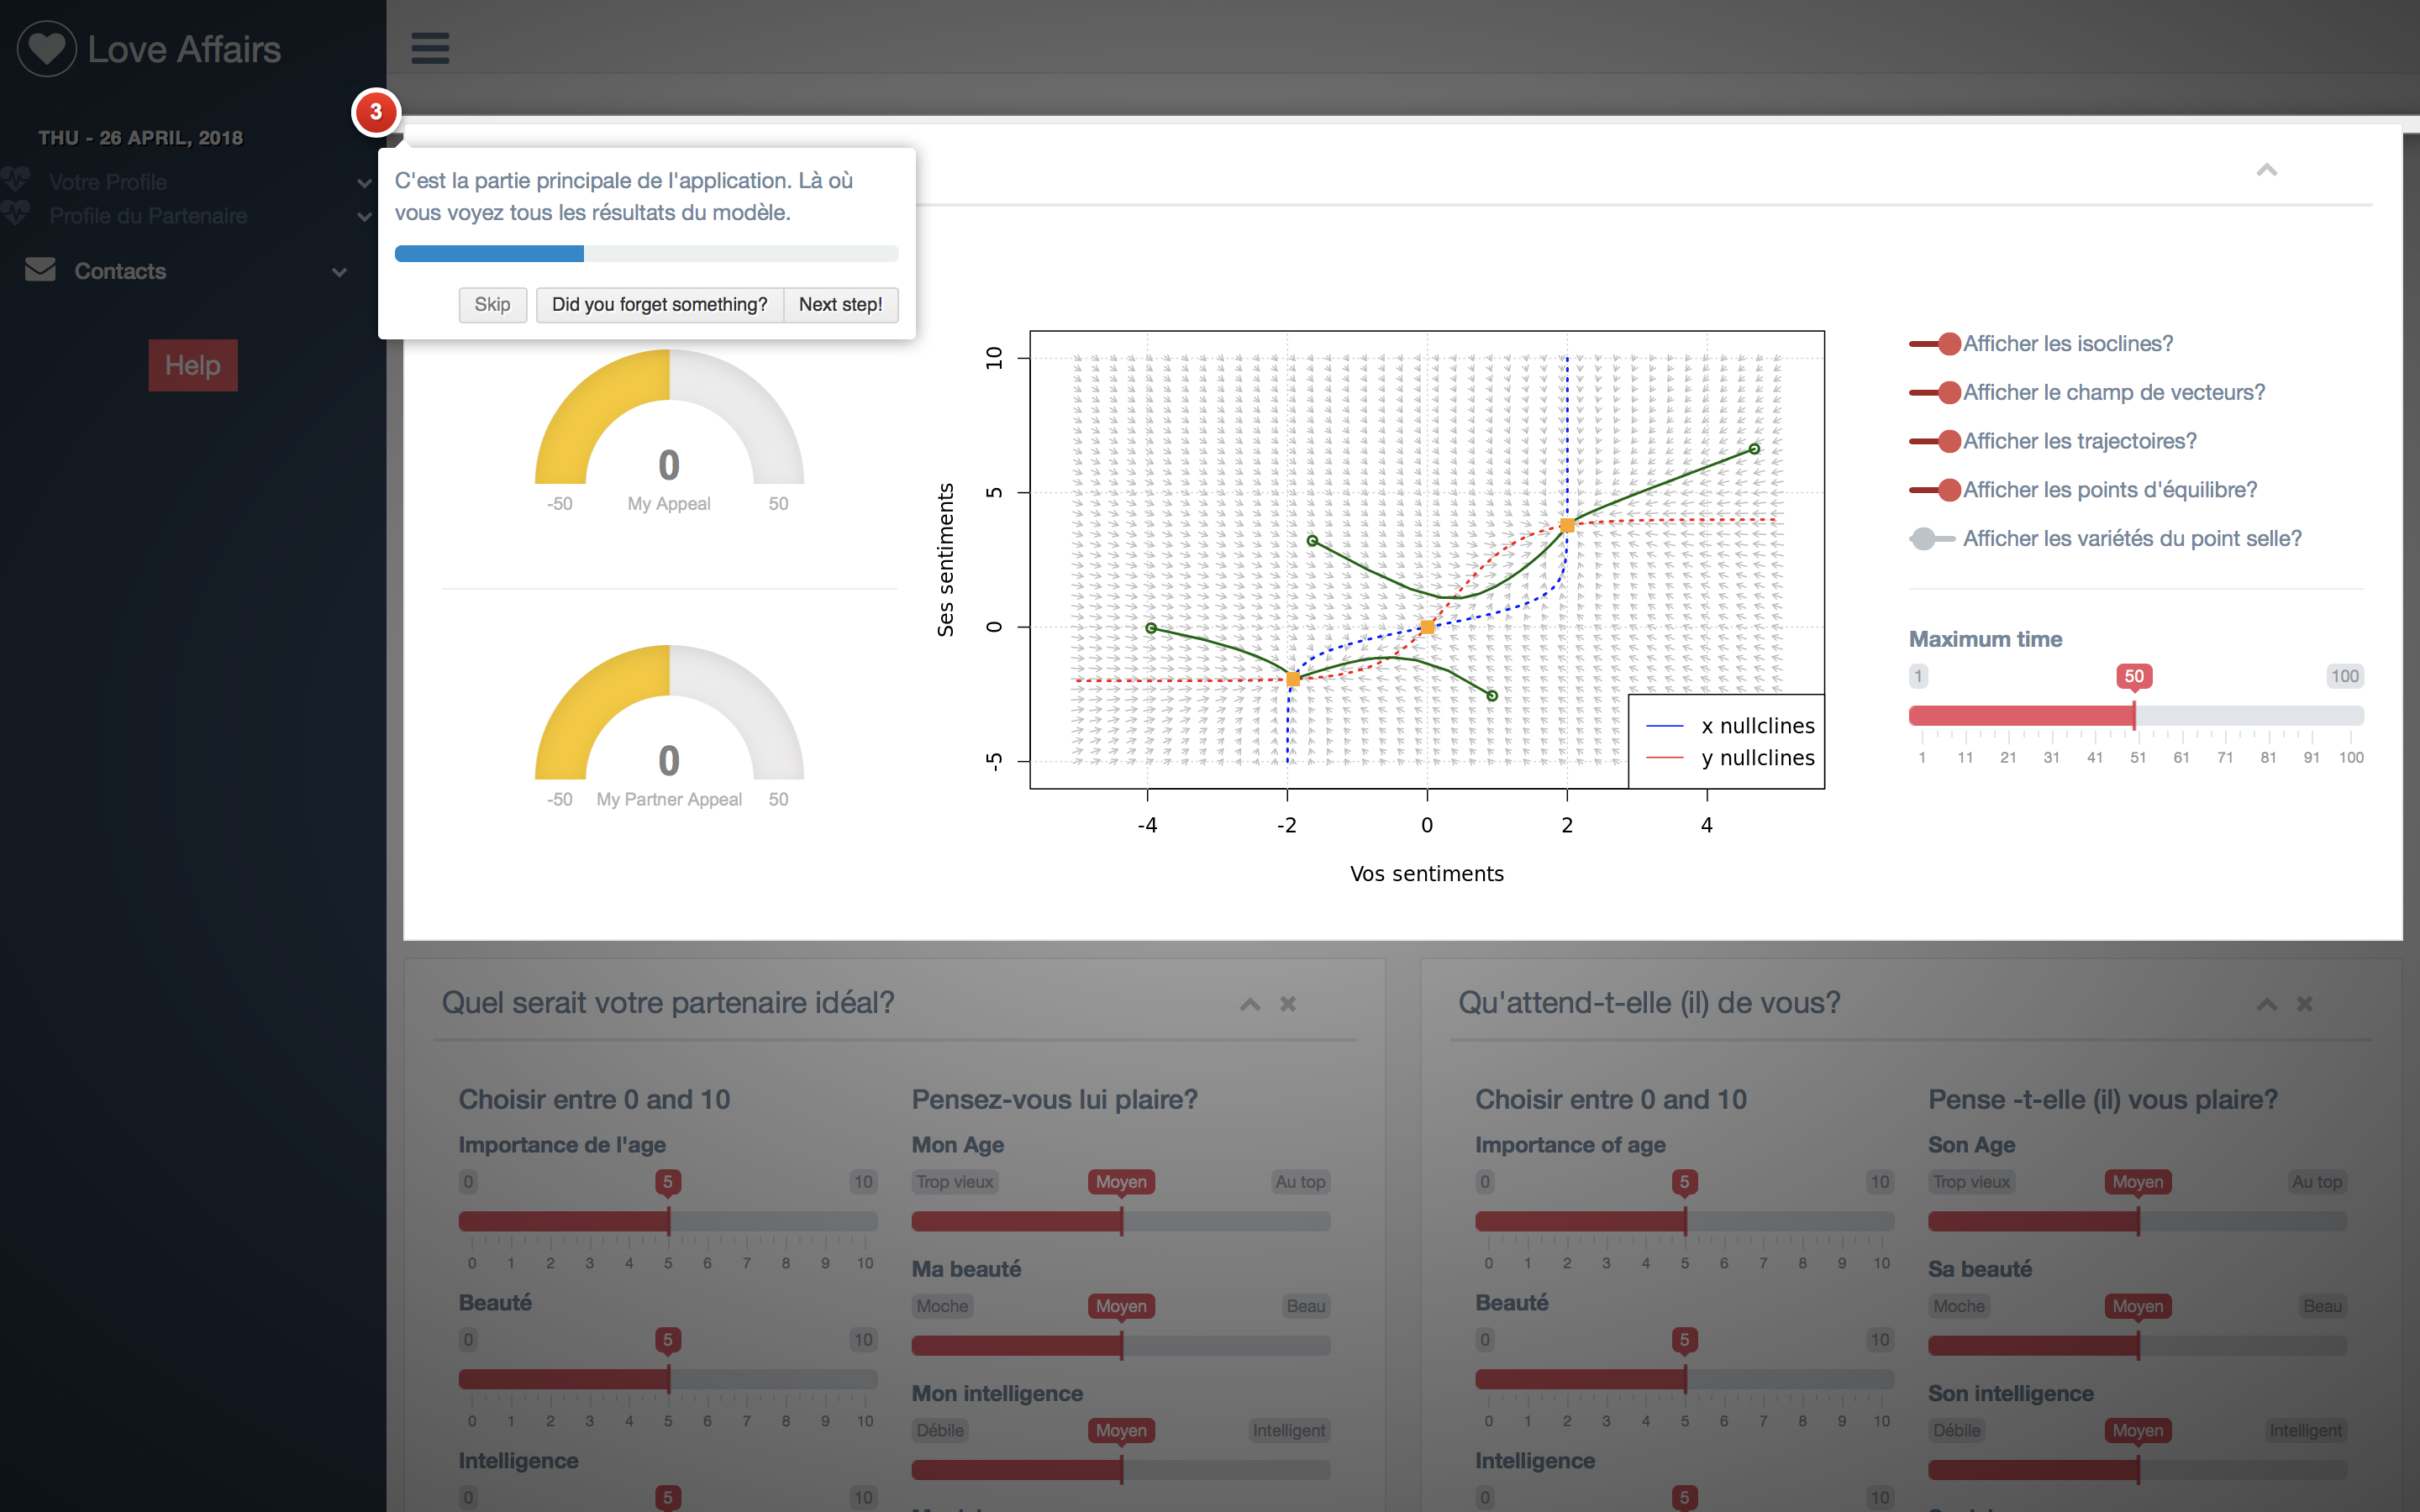 Love Affairs
THU - 26 APRIL, 2018
Votre Profile
Profile du Partenaire
Contacts
Help
3
C'est la partie principale de l'application. Là où
vous voyez tous les résultats du modèle.
Skip
Did you forget something?
Next step!
0
-50 My Appeal 50
0
-50 My Partner Appeal 50
Ses sentiments
10
5
0
-5
-4 -2 0 2 4
Vos sentiments
x nullclines
y nullclines
Afficher les isoclines?
Afficher le champ de vecteurs?
Afficher les trajectoires?
Afficher les points d'équilibre?
Afficher les variétés du point selle?
Maximum time
1 50 100
1 11 21 31 41 51 61 71 81 91 100
Quel serait votre partenaire idéal?
Choisir entre 0 and 10
Importance de l'age
0 5 10
0 1 2 3 4 5 6 7 8 9 10
Beauté
0 5 10
0 1 2 3 4 5 6 7 8 9 10
Intelligence
0 5 10
Pensez-vous lui plaire?
Mon Age
Trop vieux Moyen Au top
Ma beauté
Moche Moyen Beau
Mon intelligence
Débile Moyen Intelligent
Qu'attend-t-elle (il) de vous?
Choisir entre 0 and 10
Importance of age
0 5 10
0 1 2 3 4 5 6 7 8 9 10
Beauté
0 5 10
0 1 2 3 4 5 6 7 8 9 10
Intelligence
0 5 10
Pense -t-elle (il) vous plaire?
Son Age
Trop vieux Moyen Au top
Sa beauté
Moche Moyen Beau
Son intelligence
Débile Moyen Intelligent